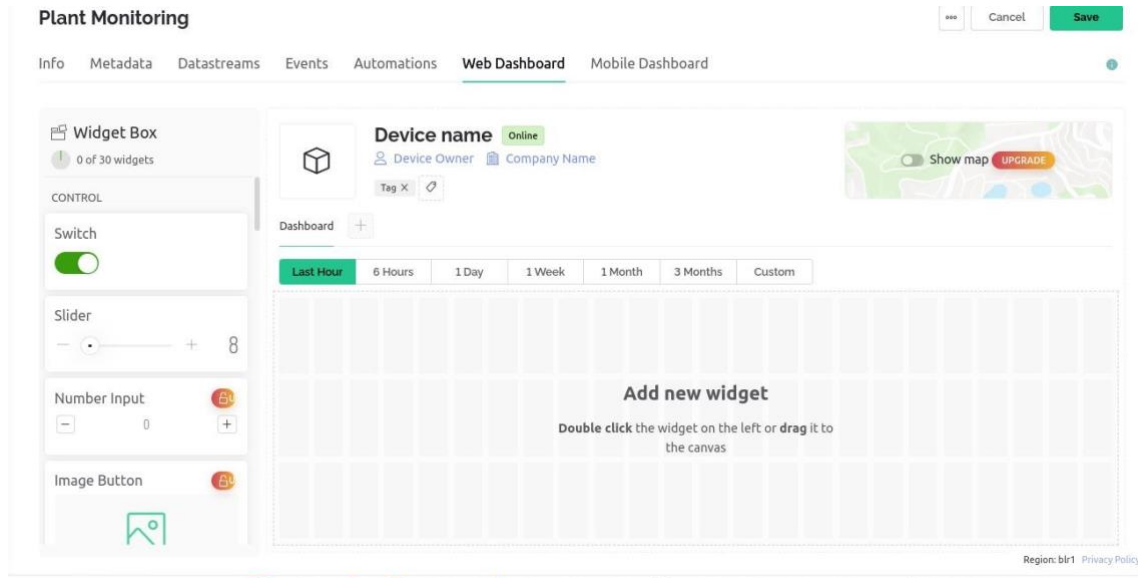 Plant Monitoring
Cancel
Save
Info Metadata Datastreams Events Automations Web Dashboard Mobile Dashboard
Widget Box
0 of 30 widgets
CONTROL
Switch
Slider
8
Number Input
0
Image Button
Device name Online
Device Owner Company Name
Tag
Show map UPGRADE
Dashboard
Last Hour 6 Hours 1 Day 1 Week 1 Month 3 Months Custom
Add new widget
Double click the widget on the left or drag it to
the canvas
Region: blr1 Privacy Policy